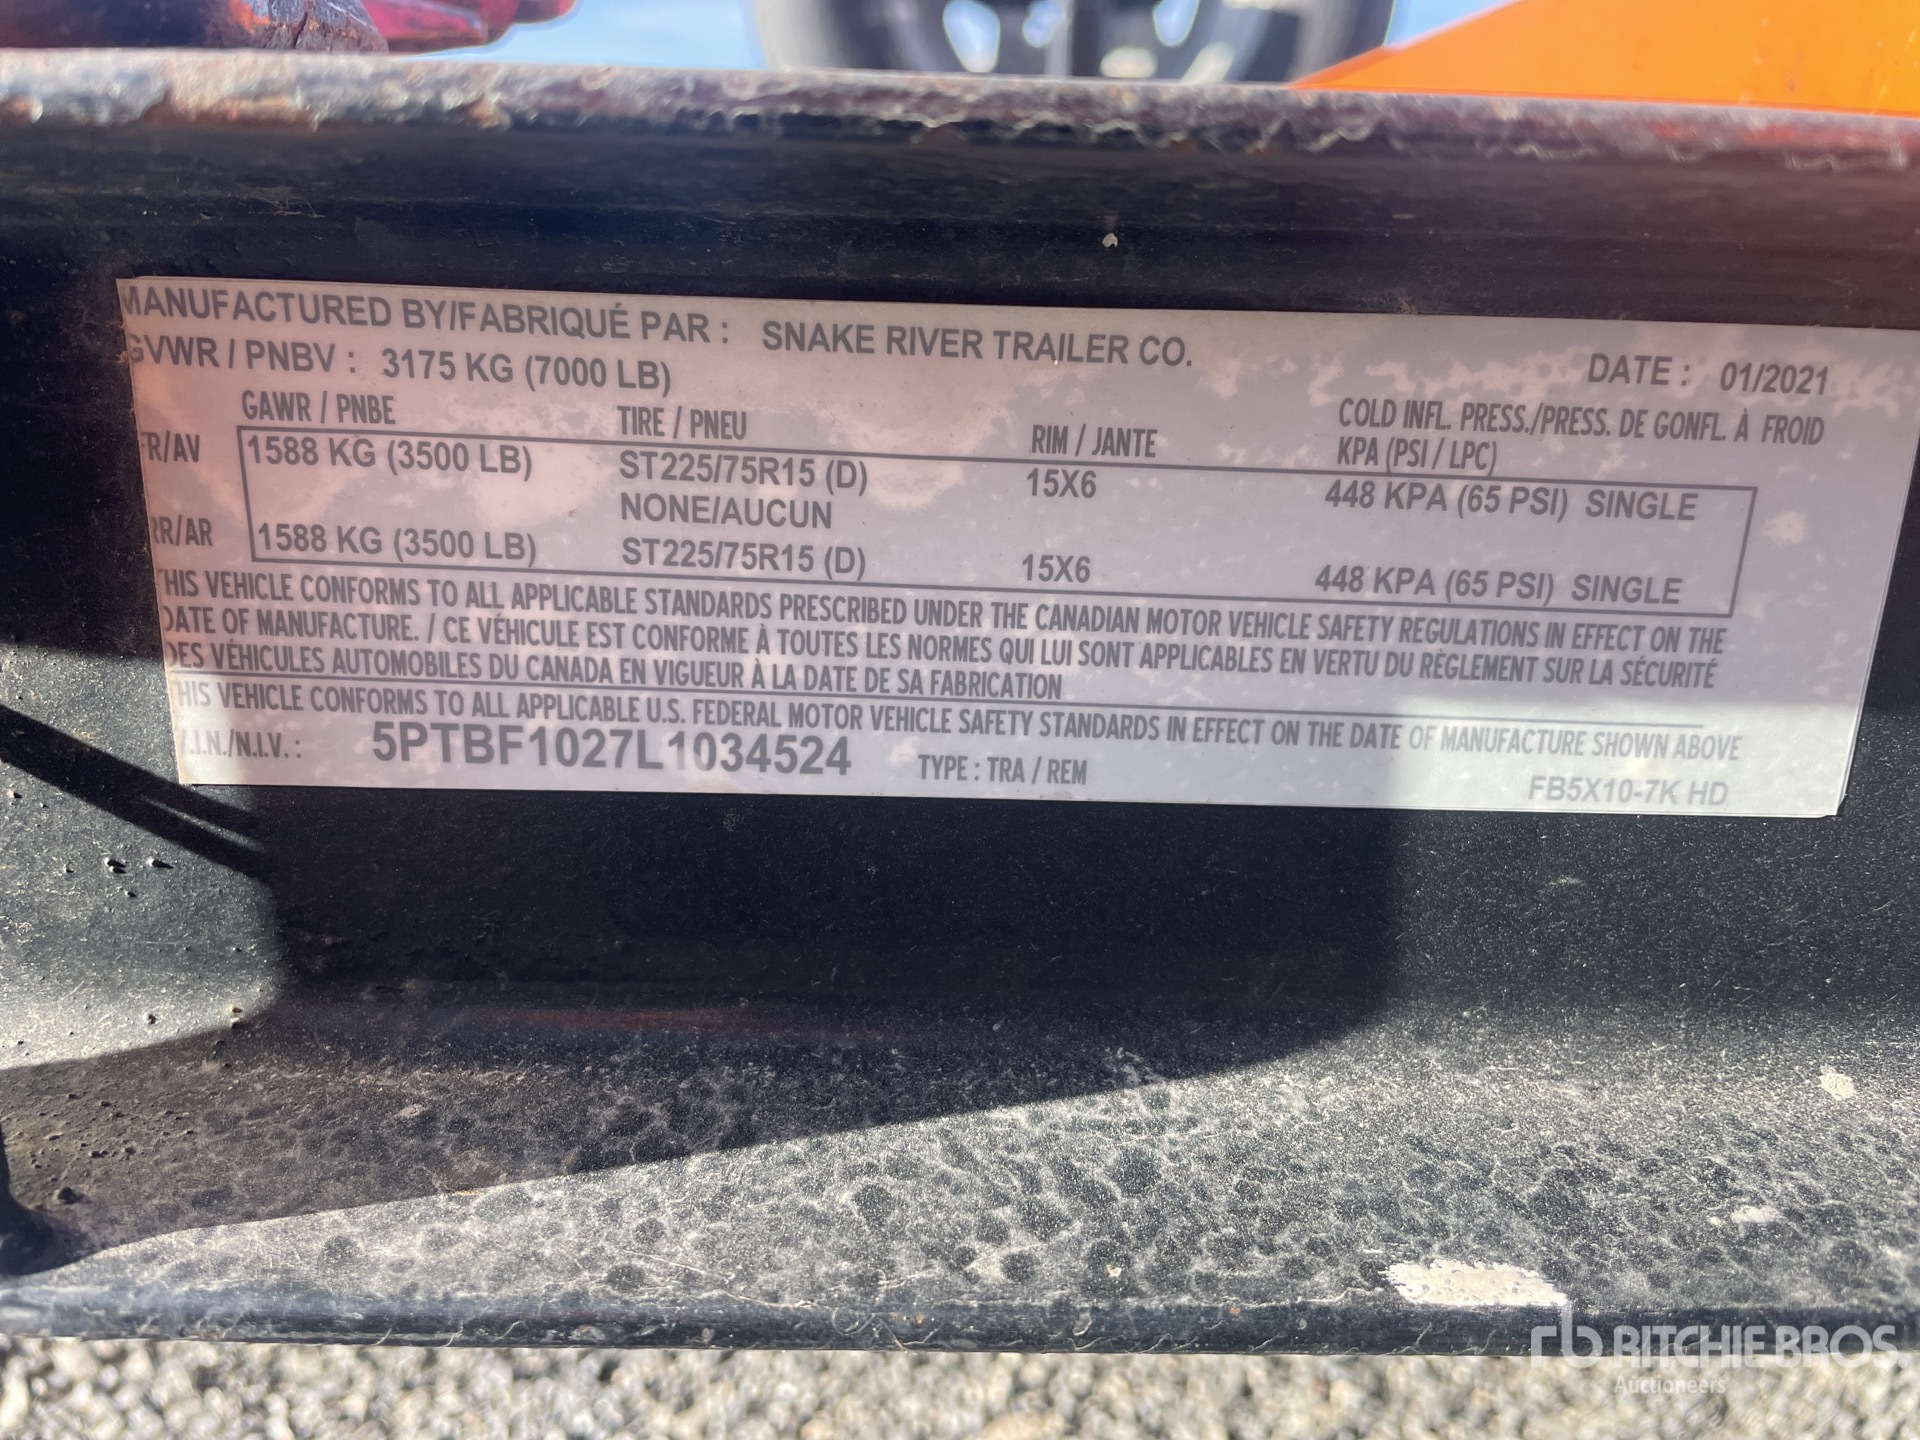 MANUFACTURED BY/FABRIQUÉ PAR : SNAKE RIVER TRAILER CO. DATE : 01/2021
GVWR / PNBV : 3175 KG (7000 LB)
GAWR / PNBE TIRE / PNEU RIM / JANTE COLD INFL. PRESS./PRESS. DE GONFL. À FROID
KPA (PSI / LPC)
FR/AV 1588 KG (3500 LB) ST225/75R15 (D) 15X6 448 KPA (65 PSI) SINGLE
NONE/AUCUN
RR/AR 1588 KG (3500 LB) ST225/75R15 (D) 15X6 448 KPA (65 PSI) SINGLE
THIS VEHICLE CONFORMS TO ALL APPLICABLE STANDARDS PRESCRIBED UNDER THE CANADIAN MOTOR VEHICLE SAFETY REGULATIONS IN EFFECT ON THE
DATE OF MANUFACTURE. / CE VÉHICULE EST CONFORME À TOUTES LES NORMES QUI LUI SONT APPLICABLES EN VERTU DU RÈGLEMENT SUR LA SÉCURITÉ
DES VÉHICULES AUTOMOBILES DU CANADA EN VIGUEUR À LA DATE DE SA FABRICATION
THIS VEHICLE CONFORMS TO ALL APPLICABLE U.S. FEDERAL MOTOR VEHICLE SAFETY STANDARDS IN EFFECT ON THE DATE OF MANUFACTURE SHOWN ABOVE
V.I.N./N.I.V. : 5PTBF1027L1034524 TYPE : TRA / REM FB5X10-7K HD
rb RITCHIE BROS.
Auctioneers